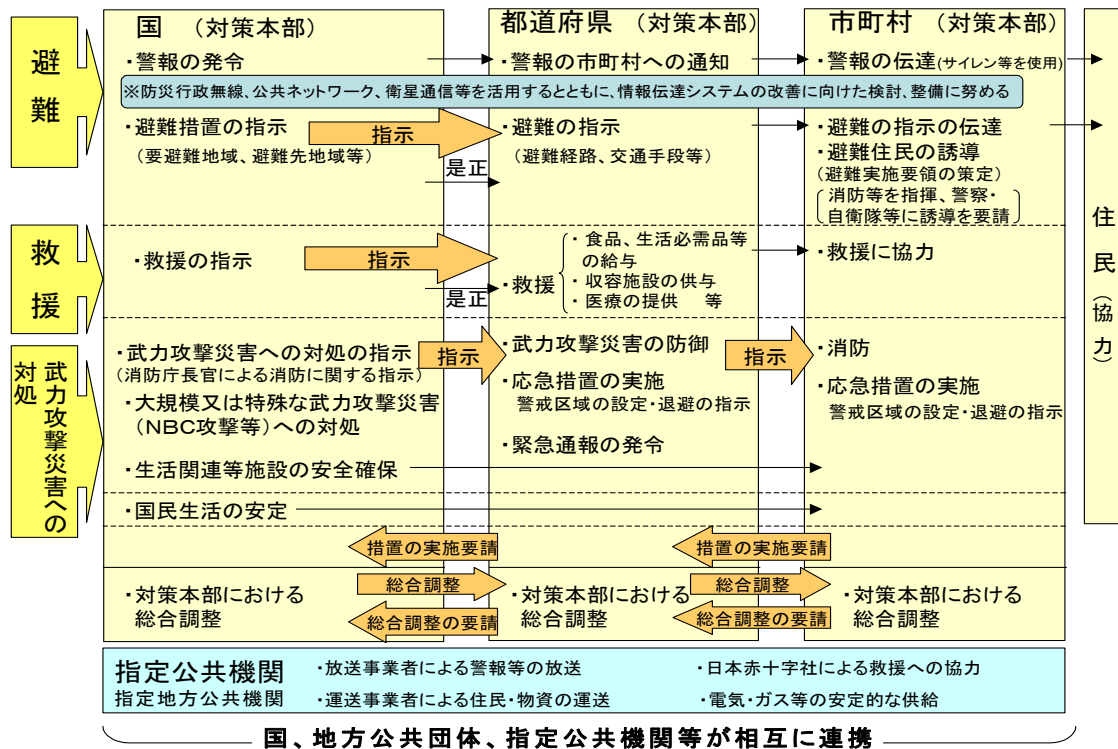 避難
国 (対策本部)
・警報の発令
都道府県 (対策本部)
・警報の市町村への通知
市町村 (対策本部)
・警報の伝達(サイレン等を使用)
※防災行政無線、公共ネットワーク、衛星通信等を活用するとともに、情報伝達システムの改善に向けた検討、整備に努める
・避難措置の指示
(要避難地域、避難先地域等)
指示
是正
・避難の指示
(避難経路、交通手段等)
・避難の指示の伝達
・避難住民の誘導
(避難実施要領の策定)
消防等を指揮、警察・
自衛隊等に誘導を要請
救援
・救援の指示
指示
是正
・救援
・食品、生活必需品等
の給与
・収容施設の供与
・医療の提供 等
・救援に協力
武力攻撃災害への
対処
・武力攻撃災害への対処の指示
(消防庁長官による消防に関する指示)
・大規模又は特殊な武力攻撃災害
(NBC攻撃等)への対処
・生活関連等施設の安全確保
・国民生活の安定
指示
・武力攻撃災害の防御
・応急措置の実施
警戒区域の設定・退避の指示
・緊急通報の発令
指示
・消防
・応急措置の実施
警戒区域の設定・退避の指示
措置の実施要請
措置の実施要請
・対策本部における
総合調整
総合調整
総合調整の要請
・対策本部における
総合調整
総合調整
総合調整の要請
・対策本部における
総合調整
住民(協力)
指定公共機関
指定地方公共機関
・放送事業者による警報等の放送
・運送事業者による住民・物資の運送
・日本赤十字社による救援への協力
・電気・ガス等の安定的な供給
国、地方公共団体、指定公共機関等が相互に連携